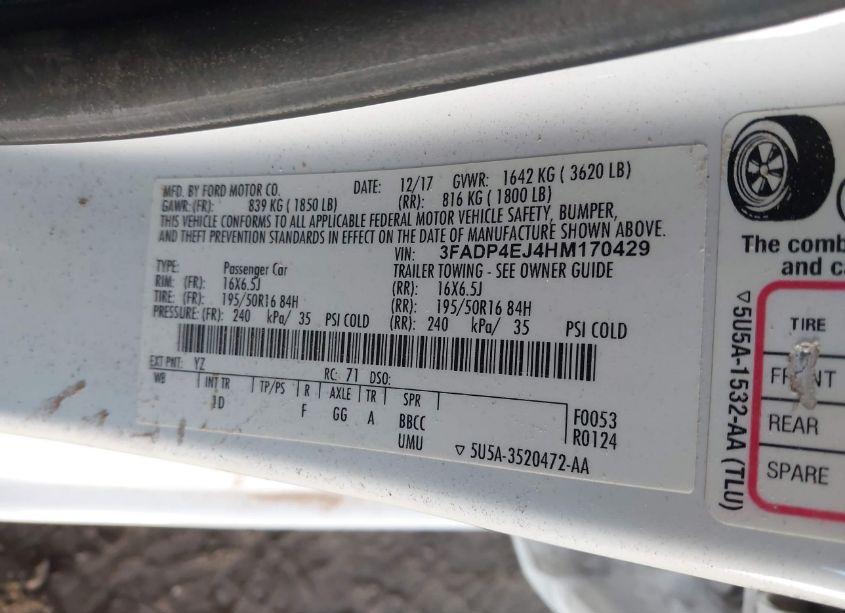 MFD. BY FORD MOTOR CO. DATE: 12/17 GVWR: 1642 KG ( 3620 LB)
GAWR: (FR): 839 KG ( 1850 LB) (RR): 816 KG ( 1800 LB)
THIS VEHICLE CONFORMS TO ALL APPLICABLE FEDERAL MOTOR VEHICLE SAFETY, BUMPER,
AND THEFT PREVENTION STANDARDS IN EFFECT ON THE DATE OF MANUFACTURE SHOWN ABOVE.
VIN: 3FADP4EJ4HM170429
TYPE: Passenger Car TRAILER TOWING - SEE OWNER GUIDE
RIM: (FR): 16X6.5J (RR): 16X6.5J
TIRE: (FR): 195/50R16 84H (RR): 195/50R16 84H
PRESSURE: (FR): 240 kPa/ 35 PSI COLD (RR): 240 kPa/ 35 PSI COLD
EXT PNT: YZ RC: 71 DSO:
WB INT TR TP/PS R AXLE TR SPR
1D F GG A BBCC F0053
UMU R0124
▽ 5U5A-3520472-AA
The comb
and ca
▽5U5A-1532-AA (TLU)
TIRE
FRONT
REAR
SPARE